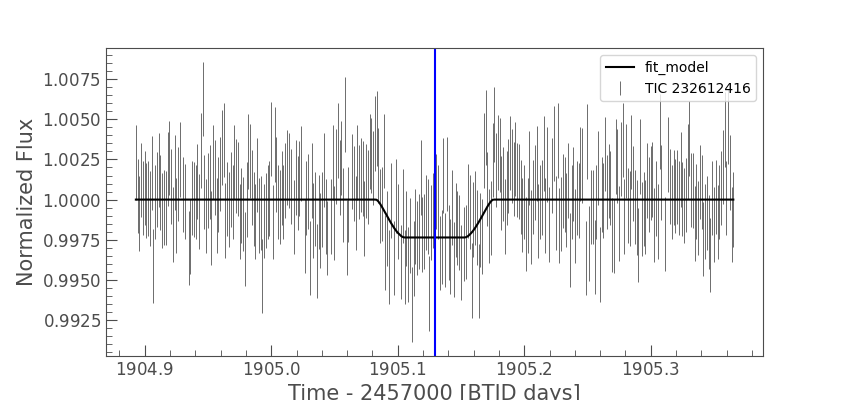 fit_model
TIC 232612416
1.0075
1.0050
1.0025
1.0000
0.9975
0.9950
0.9925
Normalized Flux
1904.9 1905.0 1905.1 1905.2 1905.3
Time - 2457000 [BTJD days]